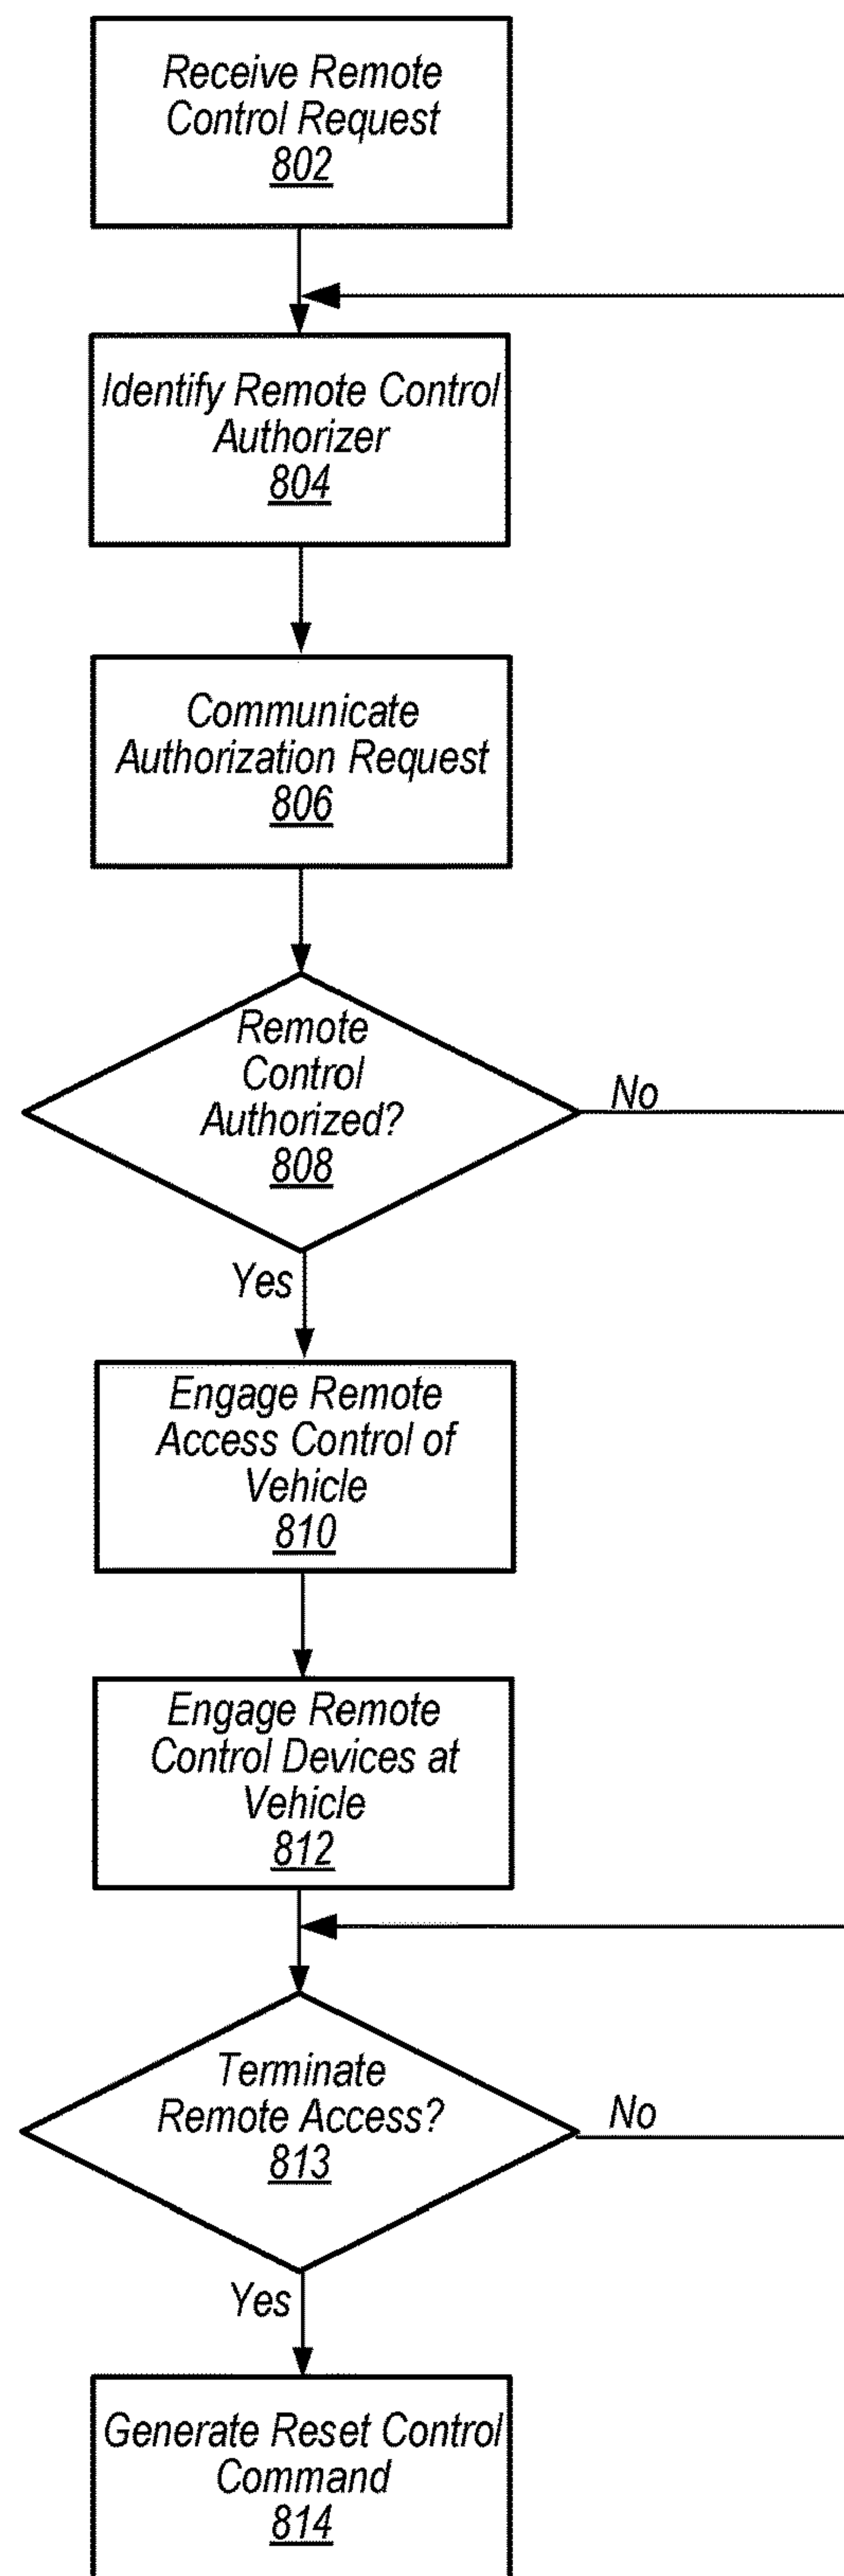 Receive Remote
Control Request
802
Identify Remote Control
Authorizer
804
Communicate
Authorization Request
806
Remote
Control
Authorized?
808
No
Yes
Engage Remote
Access Control of
Vehicle
810
Engage Remote
Control Devices at
Vehicle
812
Terminate
Remote Access?
813
No
Yes
Generate Reset Control
Command
814